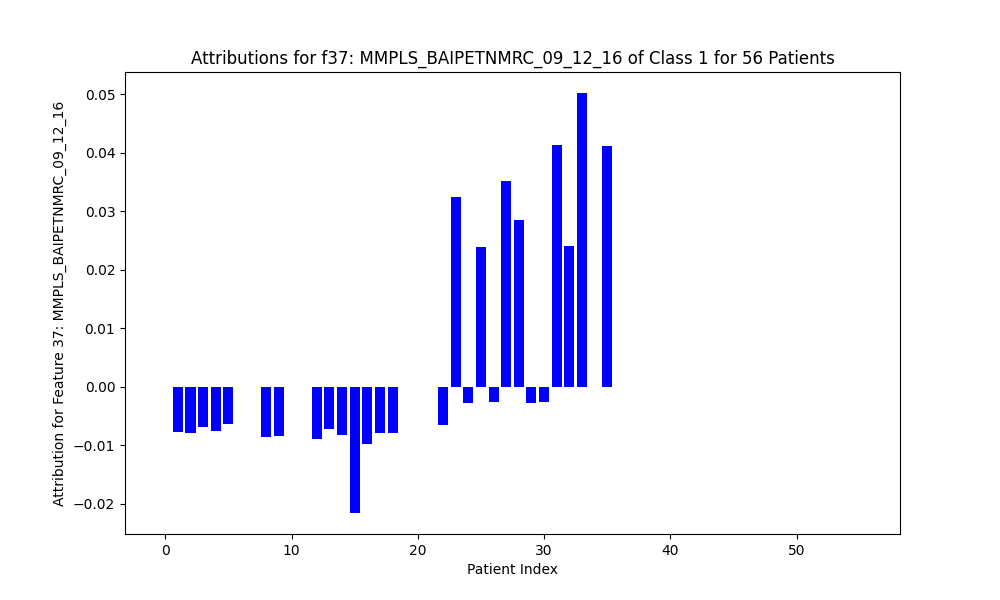 Attributions for f37: MMPLS_BAIPETNMRC_09_12_16 of Class 1 for 56 Patients
Attribution for Feature 37: MMPLS_BAIPETNMRC_09_12_16
0.05
0.04
0.03
0.02
0.01
0.00
−0.01
−0.02
0 10 20 30 40 50
Patient Index